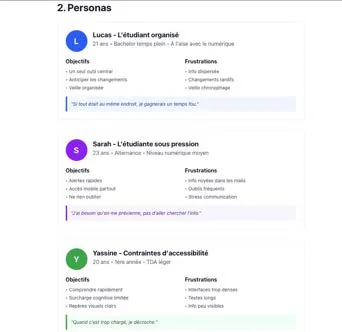 2. Personas
L
Lucas - L'étudiant organisé
21 ans • Bachelor temps plein • À l'aise avec le numérique
Objectifs
• Un seul outil central
• Anticiper les changements
• Veille organisée
Frustrations
• Info dispersée
• Changements tardifs
• Veille chronophage
"Si tout était au même endroit, je gagnerais un temps fou."
S
Sarah - L'étudiante sous pression
23 ans • Alternance • Niveau numérique moyen
Objectifs
• Alertes rapides
• Accès mobile partout
• Ne rien oublier
Frustrations
• Info noyées dans les mails
• Oublis fréquents
• Stress communication
"J'ai besoin qu'on me prévienne, pas d'aller chercher l'info."
Y
Yassine - Contraintes d'accessibilité
20 ans • 1ère année • TDA léger
Objectifs
• Comprendre rapidement
• Surcharge cognitive limitée
• Repères visuels clairs
Frustrations
• Interfaces trop denses
• Textes longs
• Info peu visibles
"Quand c'est trop chargé, je décroche."